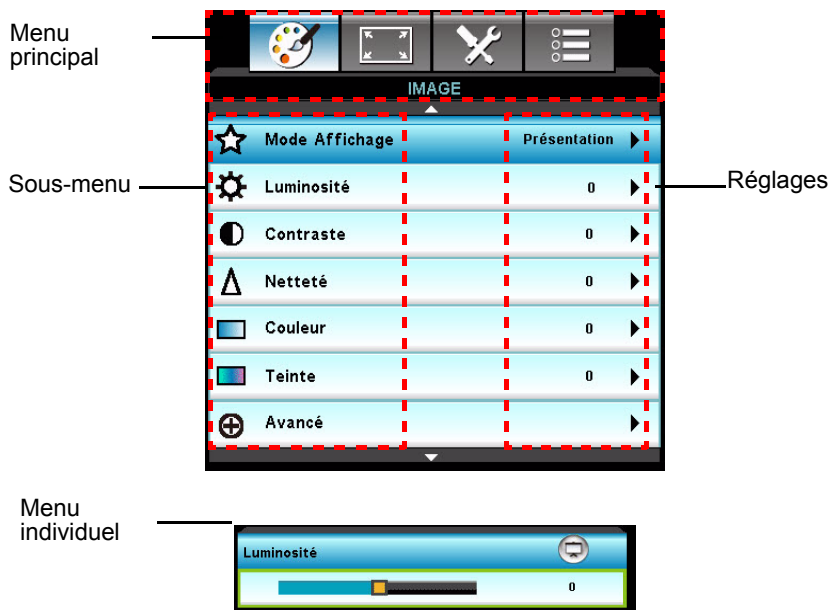 Menu
principal
IMAGE
Mode Affichage Présentation
Sous-menu
Luminosité 0
Réglages
Contraste 0
Netteté 0
Couleur 0
Teinte 0
Avancé
Menu
individuel
Luminosité
0